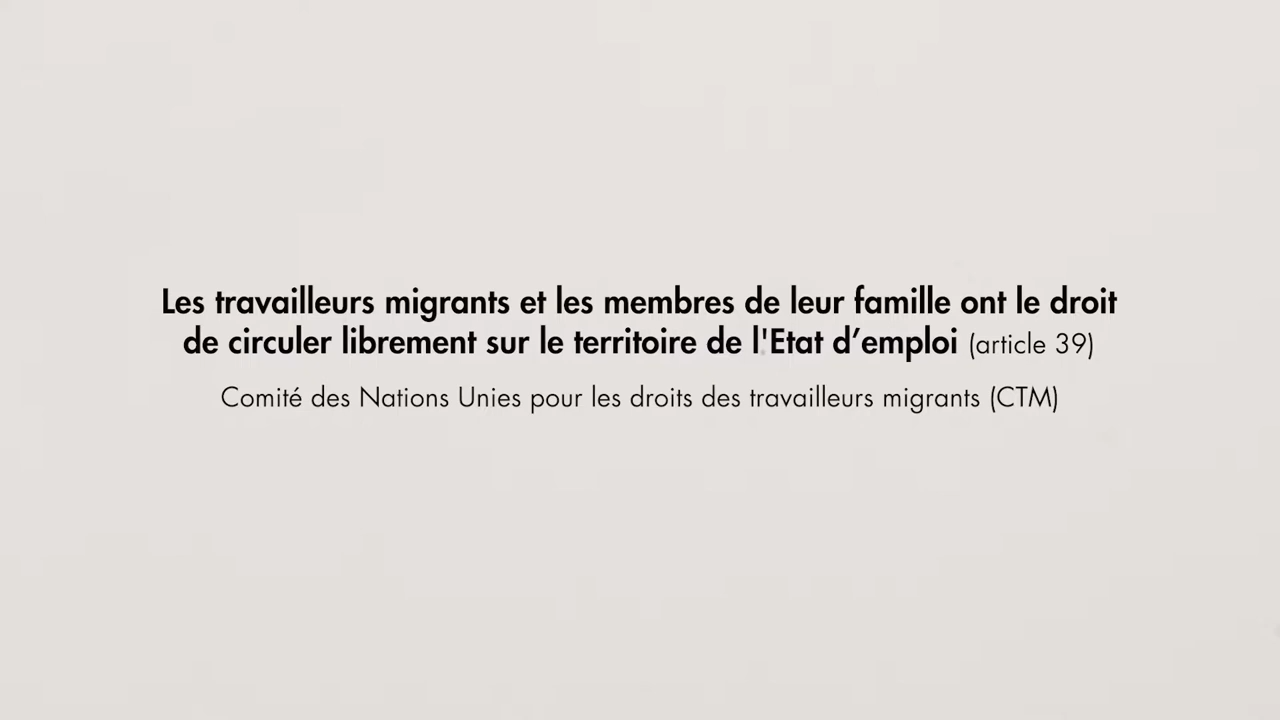 Les travailleurs migrants et les membres de leur famille ont le droit
de circuler librement sur le territoire de l'Etat d’emploi (article 39)
Comité des Nations Unies pour les droits des travailleurs migrants (CTM)